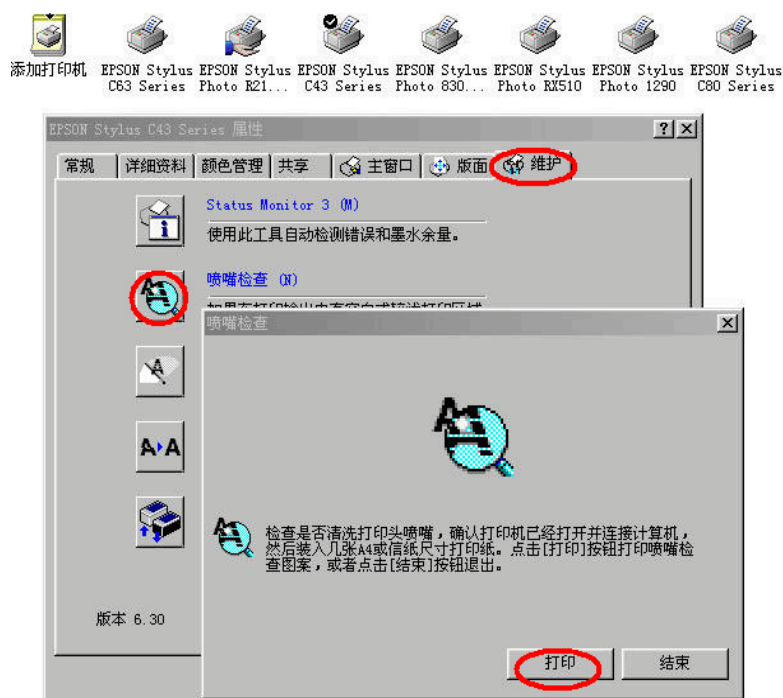 添加打印机
EPSON Stylus C63 Series
EPSON Stylus Photo R21...
EPSON Stylus C43 Series
EPSON Stylus Photo 830...
EPSON Stylus Photo RX510
EPSON Stylus Photo 1290
EPSON Stylus C80 Series
EPSON Stylus C43 Series 属性
常规 详细资料 颜色管理 共享 主窗口 版面 维护
Status Monitor 3 (M)
使用此工具自动检测错误和墨水余量。
喷嘴检查 (N)
喷嘴检查
检查是否清洗打印头喷嘴，确认打印机已经打开并连接计算机，
然后装入几张A4或信纸尺寸打印纸。点击[打印]按钮打印喷嘴检
查图案，或者点击[结束]按钮退出。
版本 6.30
打印 结束